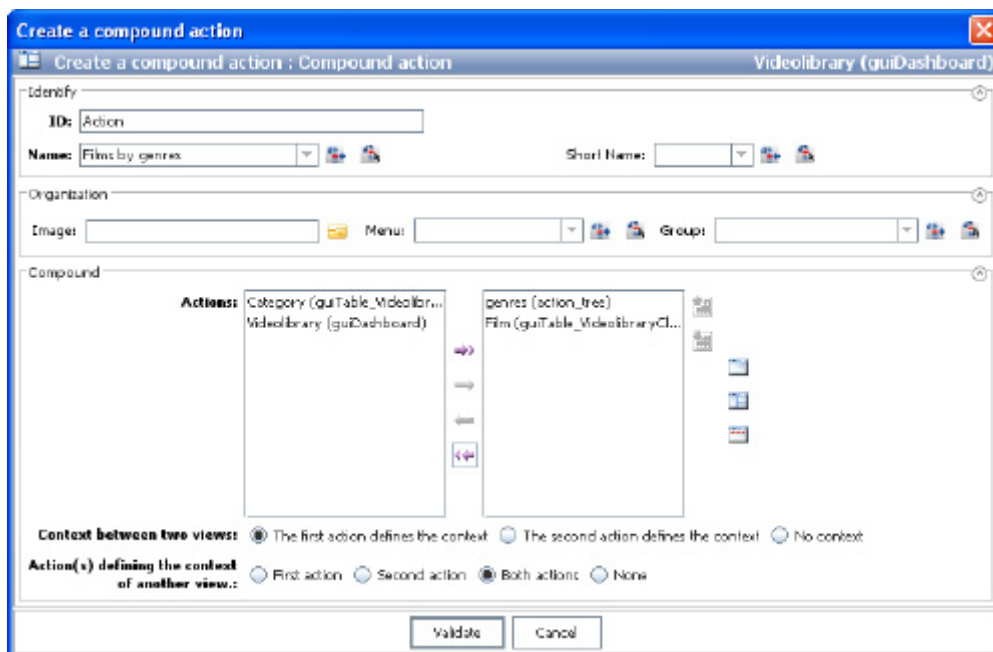 Create a compound action
Create a compound action : Compound action Videolibrary (guiDashboard)
Identify
ID: Action
Name: Films by genres Short Name:
Organization
Image: Menu: Group:
Compound
Actions: Category (guiTable_Videolibr... genres (action_tree)
Videolibrary (guiDashboard) Film (guiTable_VideolibraryCl...
Context between two views: The first action defines the context The second action defines the context No context
Action(s) defining the context
of another view.: First action Second action Both actions None
Validate Cancel